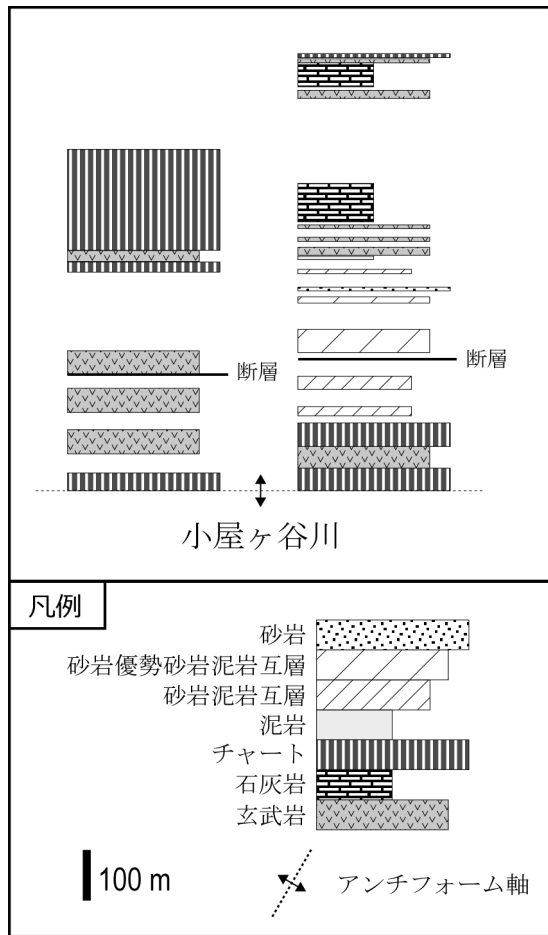 断層
断層
小屋ヶ谷川
凡例
砂岩
砂岩優勢砂岩泥岩互層
砂岩泥岩互層
泥岩
チャート
石灰岩
玄武岩
100 m
アンチフォーム軸